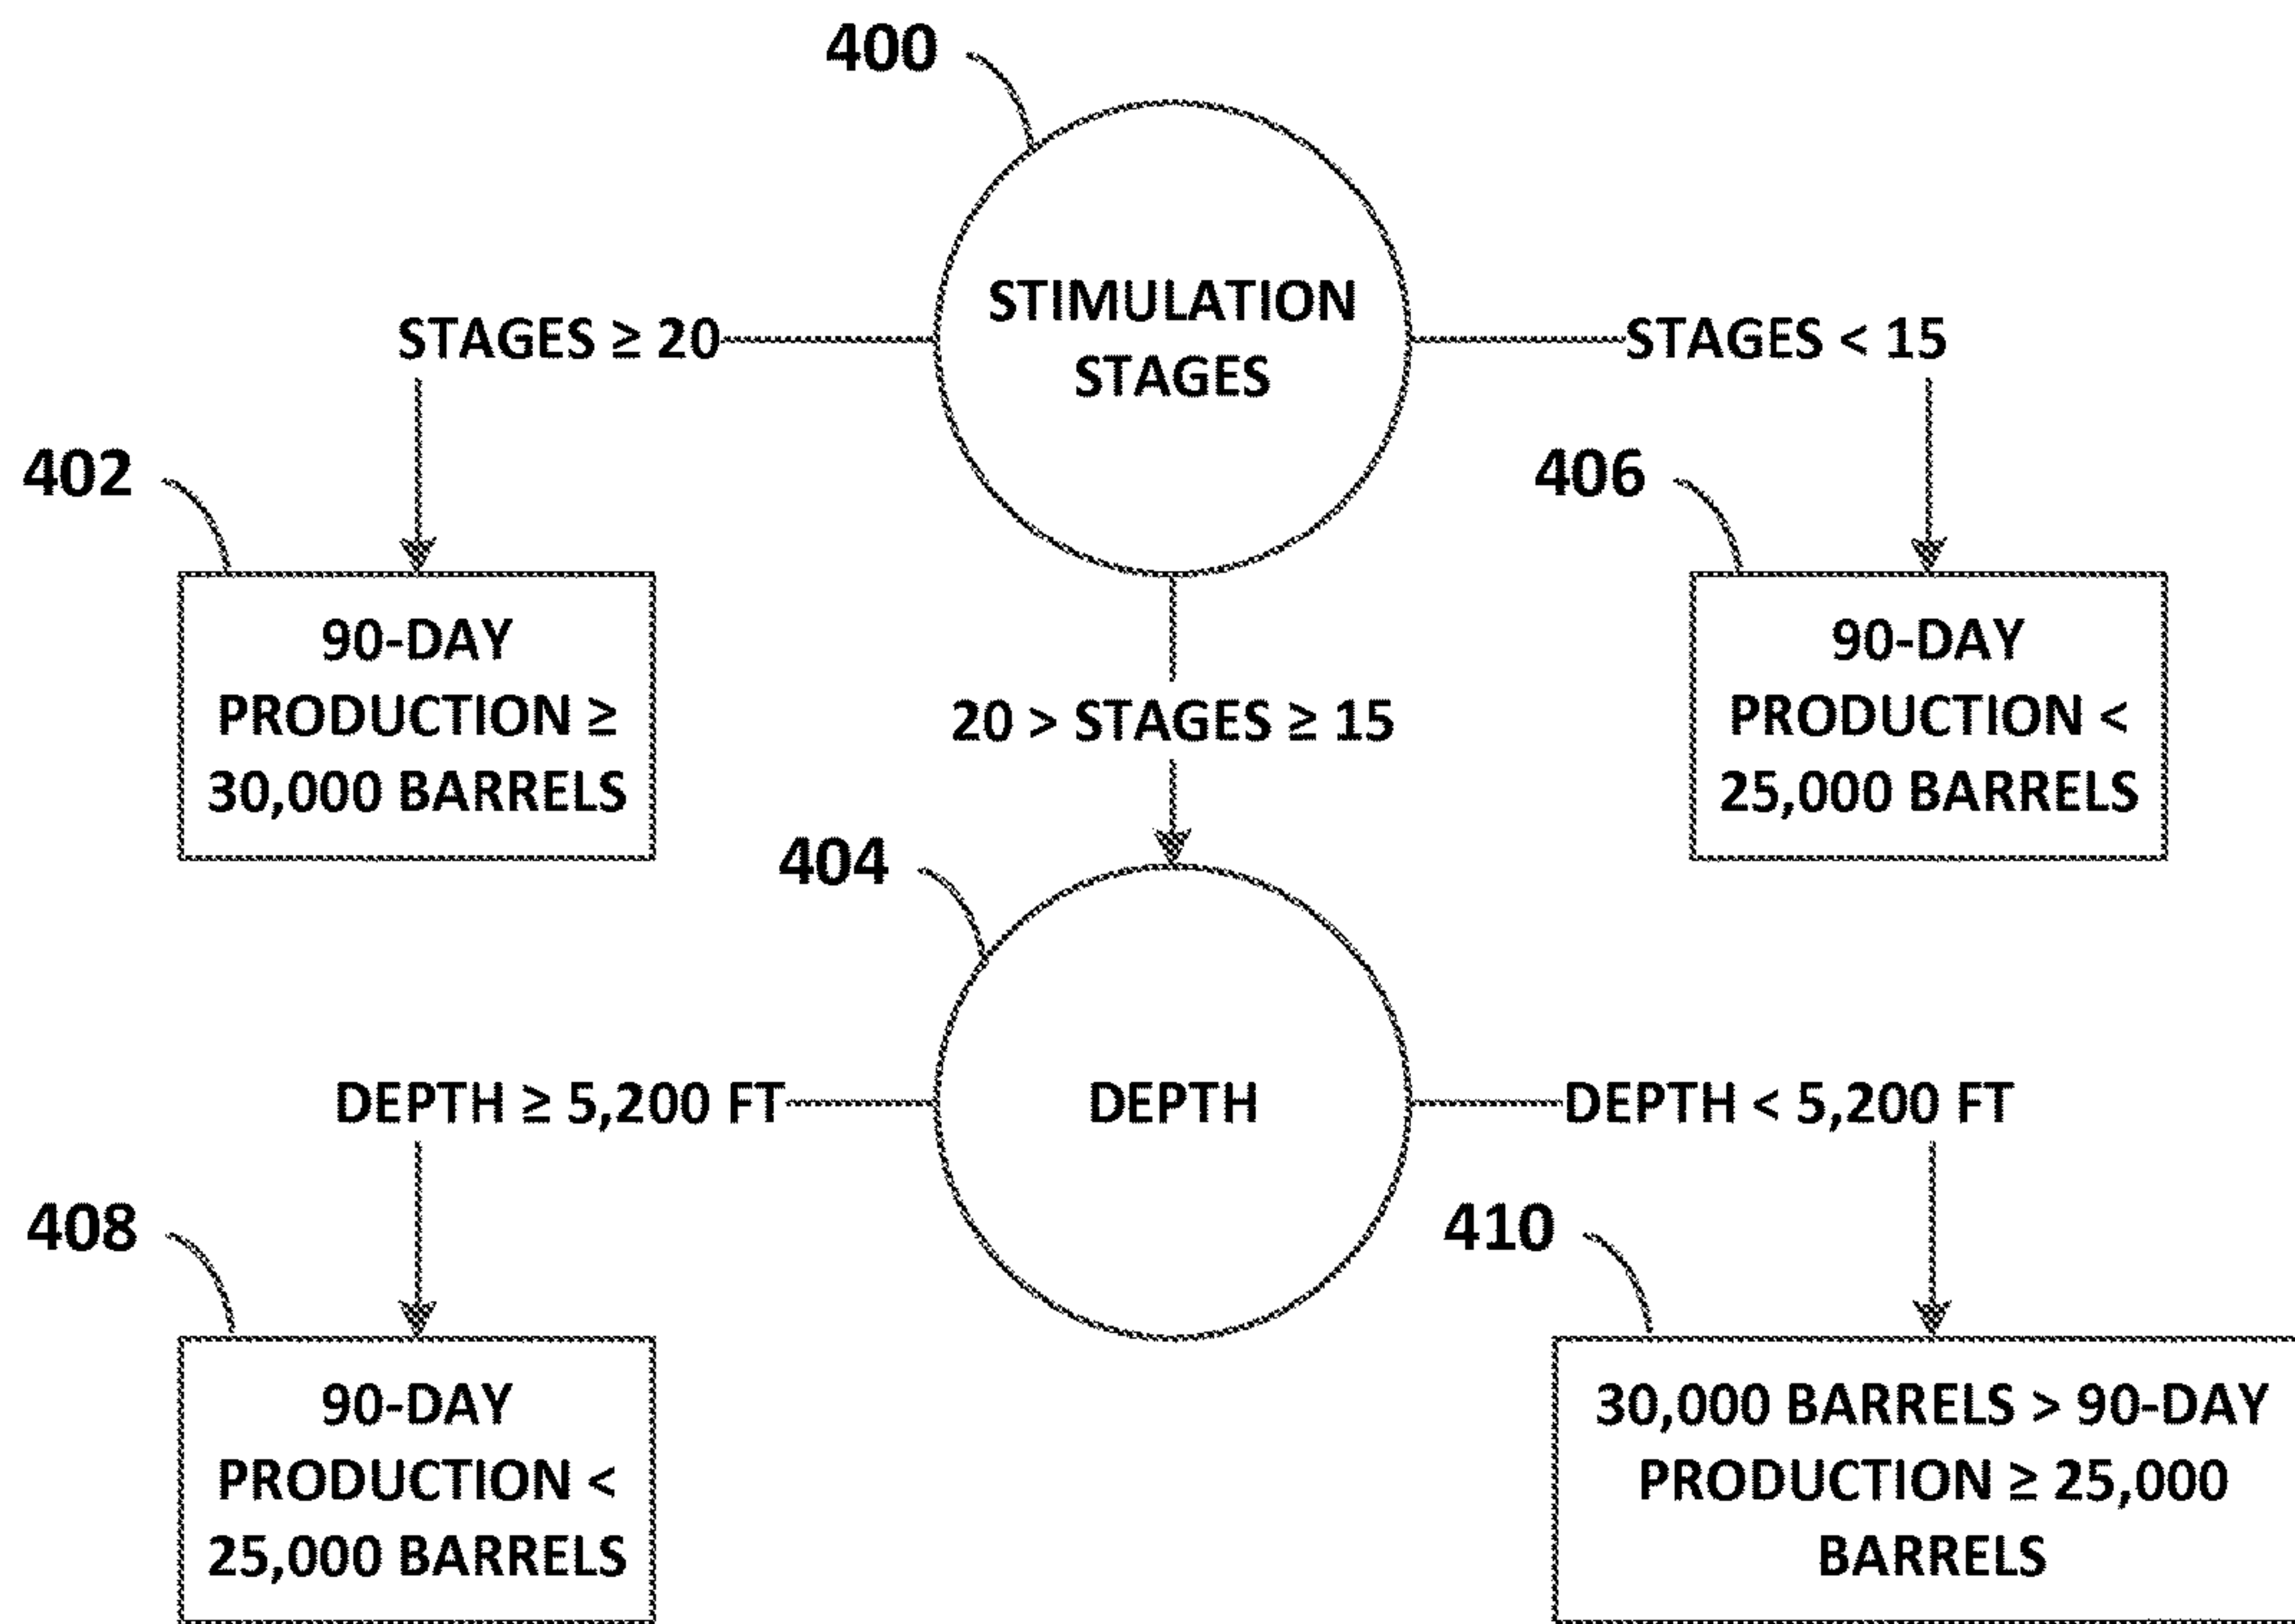 400
STIMULATION
STAGES
STAGES ≥ 20
STAGES < 15
402
90-DAY
PRODUCTION ≥
30,000 BARRELS
406
90-DAY
PRODUCTION <
25,000 BARRELS
20 > STAGES ≥ 15
404
DEPTH
DEPTH ≥ 5,200 FT
DEPTH < 5,200 FT
408
90-DAY
PRODUCTION <
25,000 BARRELS
410
30,000 BARRELS > 90-DAY
PRODUCTION ≥ 25,000
BARRELS